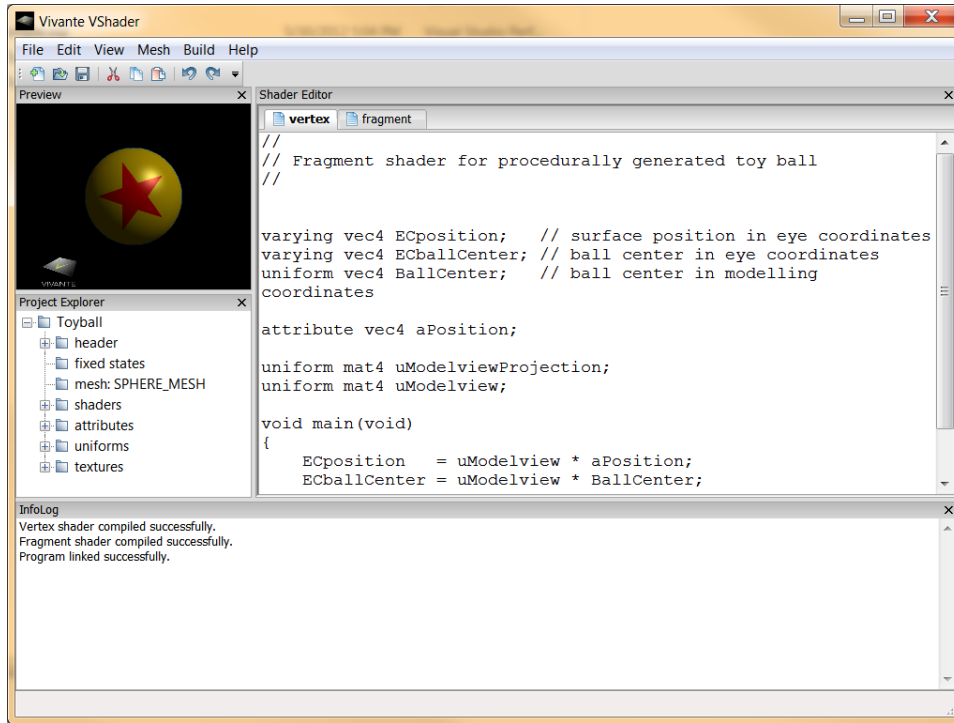 Vivante VShader
File Edit View Mesh Build Help
Preview
VIVANTE
Project Explorer
Toyball
header
fixed states
mesh: SPHERE_MESH
shaders
attributes
uniforms
textures
Shader Editor
vertex fragment
//
// Fragment shader for procedurally generated toy ball
//
varying vec4 ECposition;   // surface position in eye coordinates
varying vec4 ECballCenter; // ball center in eye coordinates
uniform vec4 BallCenter;   // ball center in modelling
coordinates
attribute vec4 aPosition;
uniform mat4 uModelviewProjection;
uniform mat4 uModelview;
void main(void)
{
    ECposition   = uModelview * aPosition;
    ECballCenter = uModelview * BallCenter;
InfoLog
Vertex shader compiled successfully.
Fragment shader compiled successfully.
Program linked successfully.